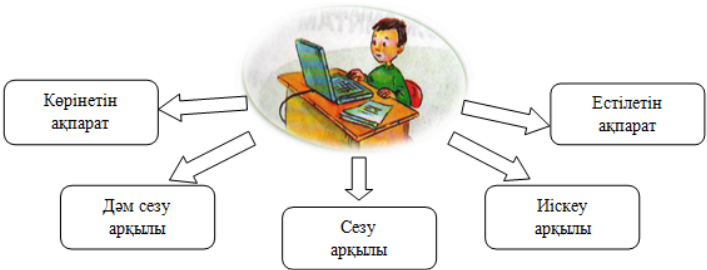 Көрінетін
ақпарат
Естілетін
ақпарат
Дәм сезу
арқылы
Сезу
арқылы
Иіскеу
арқылы